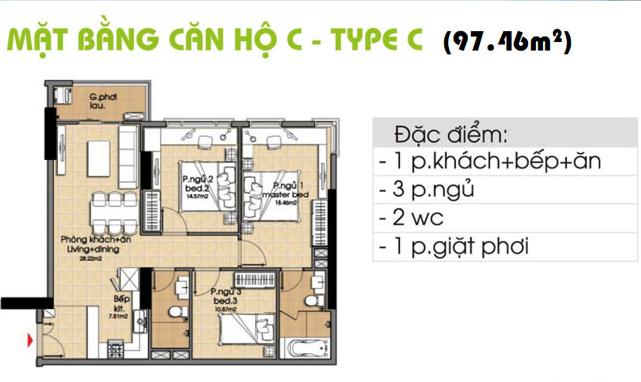 MẶT BẰNG CĂN HỘ C - TYPE C (97.46m²)
G.phơi
lau.
P.ngủ 2
bed.2
14.57m²
P.ngủ 1
master bed
18.46m²
Phòng khách+ăn
Living+dining
28.22m²
Bếp
kit.
7.81m²
P.ngủ 3
bed.3
10.87m²
Đặc điểm:
- 1 p.khách+bếp+ăn
- 3 p.ngủ
- 2 wc
- 1 p.giặt phơi